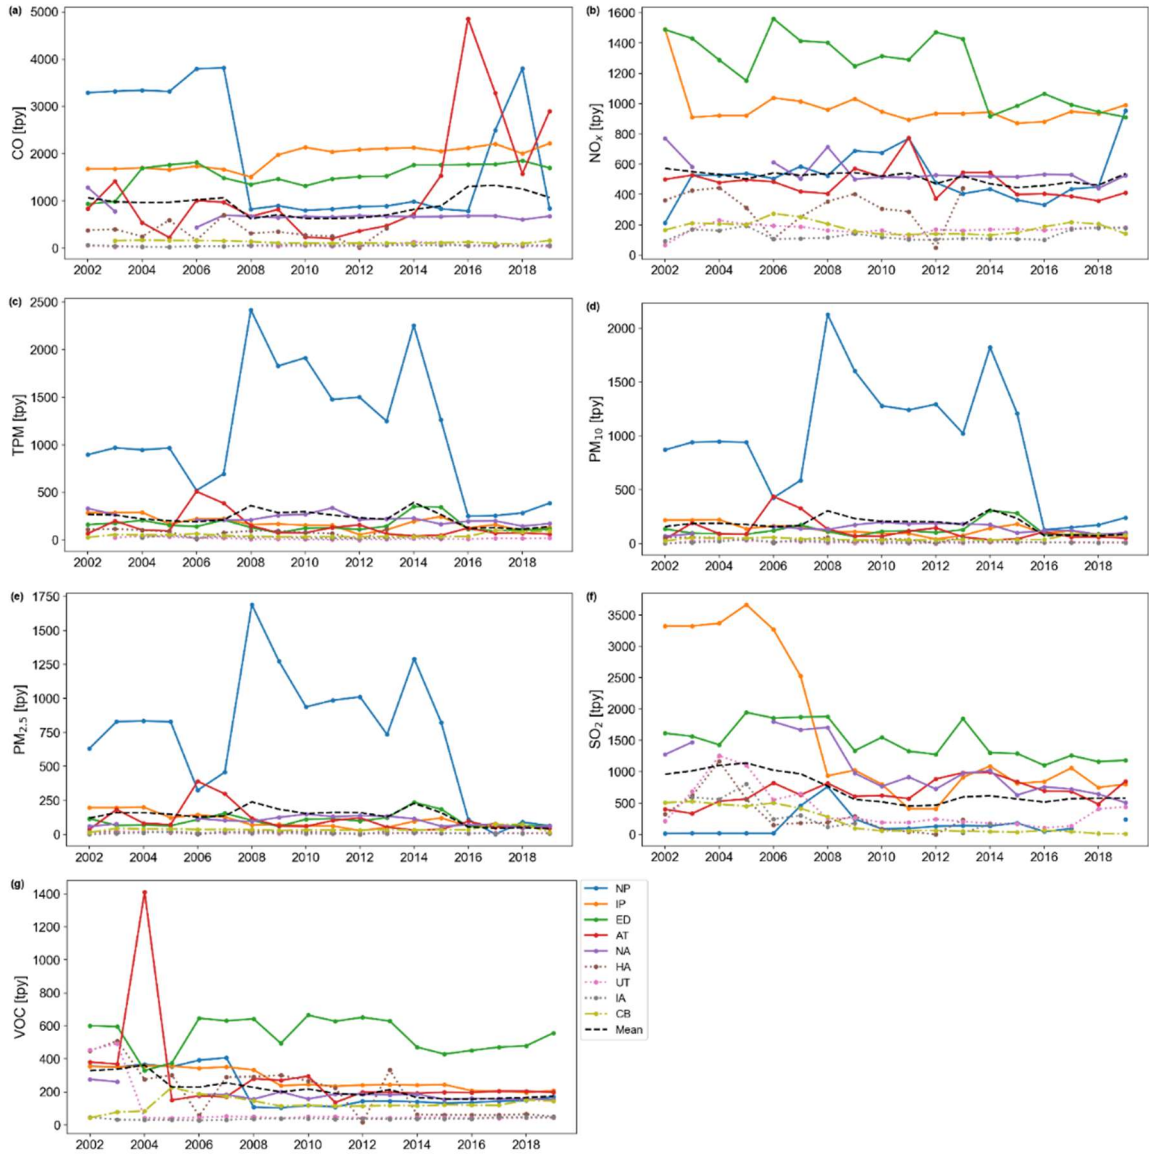 (a)
CO [tpy]
5000
4000
3000
2000
1000
0
2002 2004 2006 2008 2010 2012 2014 2016 2018
(b)
NOX [tpy]
1600
1400
1200
1000
800
600
400
200
0
2002 2004 2006 2008 2010 2012 2014 2016 2018
(c)
TPM [tpy]
2500
2000
1500
1000
500
0
2002 2004 2006 2008 2010 2012 2014 2016 2018
(d)
PM10 [tpy]
2000
1500
1000
500
0
2002 2004 2006 2008 2010 2012 2014 2016 2018
(e)
PM2.5 [tpy]
1750
1500
1250
1000
750
500
250
0
2002 2004 2006 2008 2010 2012 2014 2016 2018
(f)
SO2 [tpy]
3500
3000
2500
2000
1500
1000
500
0
2002 2004 2006 2008 2010 2012 2014 2016 2018
(g)
VOC [tpy]
1400
1200
1000
800
600
400
200
0
2002 2004 2006 2008 2010 2012 2014 2016 2018
NP
IP
ED
AT
NA
HA
UT
IA
CB
Mean